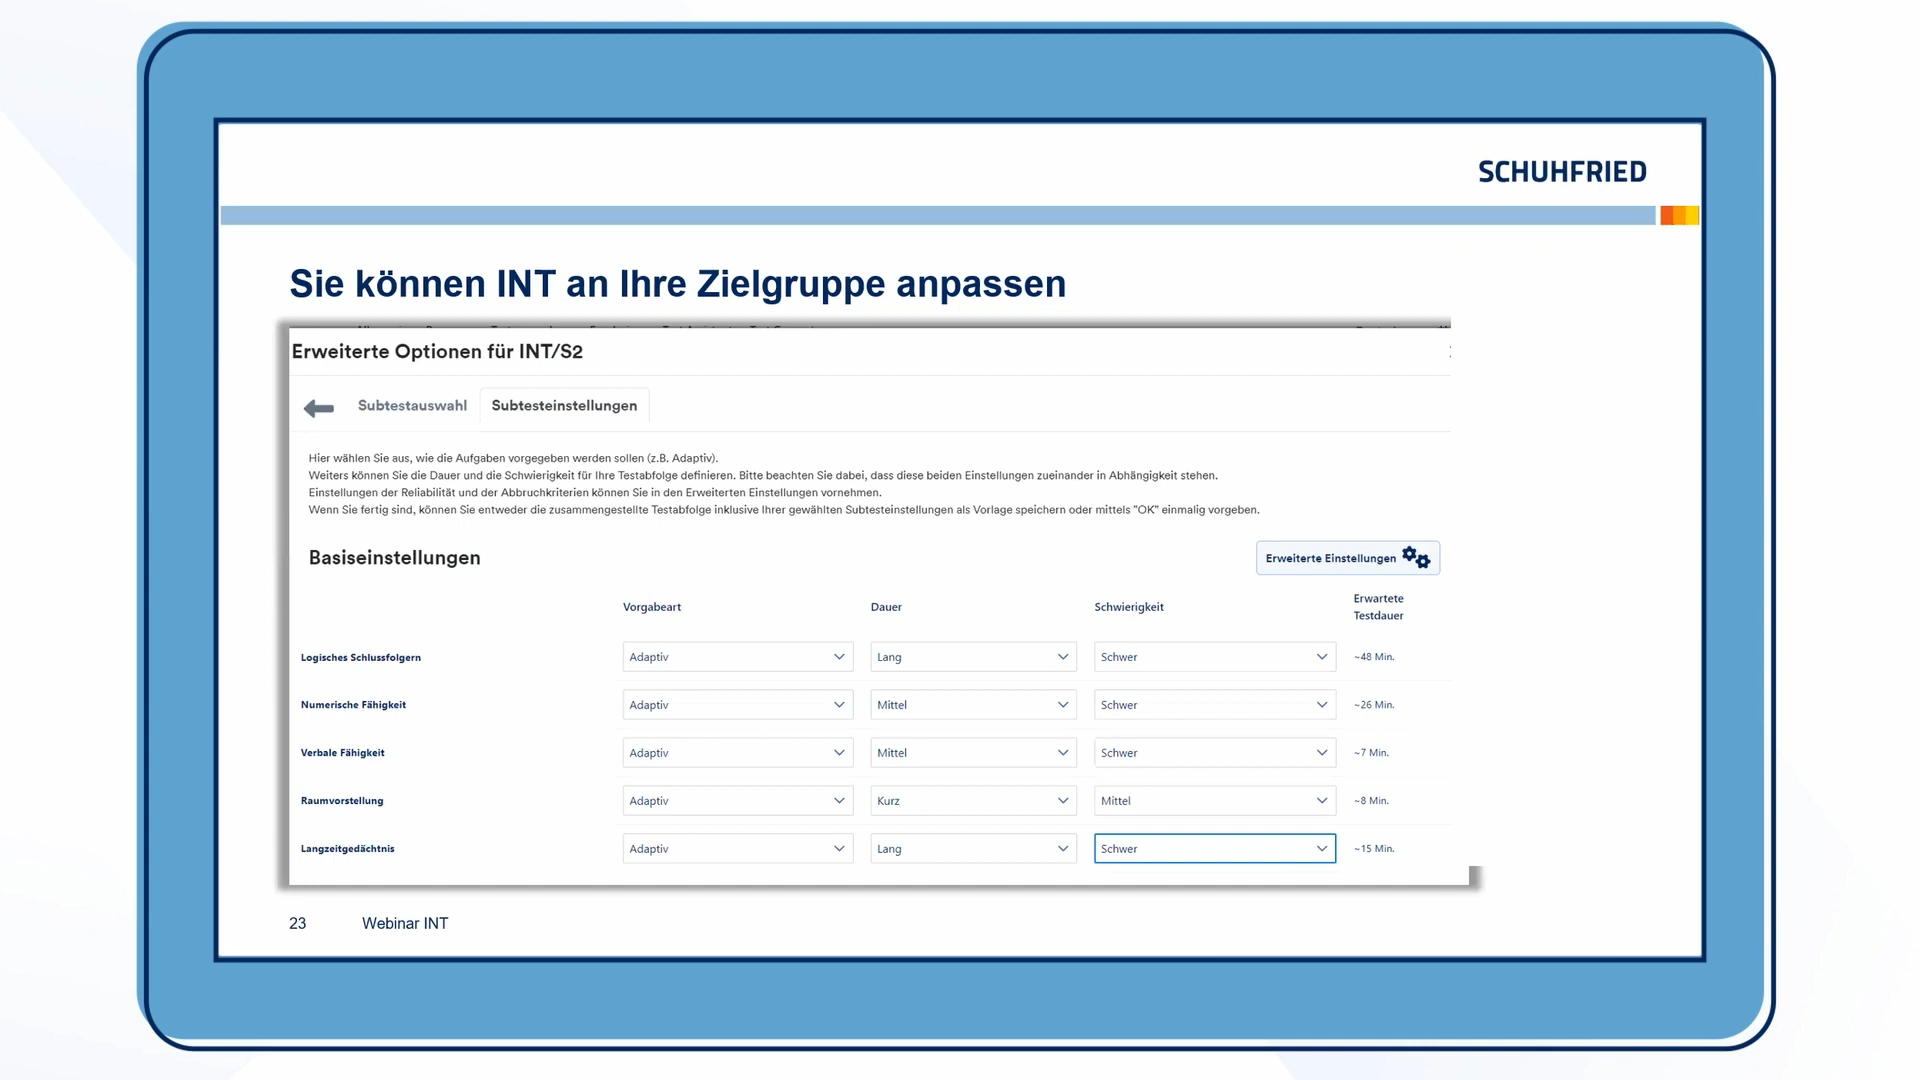 SCHUHFRIED
Sie können INT an Ihre Zielgruppe anpassen
Erweiterte Optionen für INT/S2
Subtestauswahl Subtesteinstellungen
Hier wählen Sie aus, wie die Aufgaben vorgegeben werden sollen (z.B. Adaptiv).
Weiters können Sie die Dauer und die Schwierigkeit für Ihre Testabfolge definieren. Bitte beachten Sie dabei, dass diese beiden Einstellungen zueinander in Abhängigkeit stehen.
Einstellungen der Reliabilität und der Abbruchkriterien können Sie in den Erweiterten Einstellungen vornehmen.
Wenn Sie fertig sind, können Sie entweder die zusammengestellte Testabfolge inklusive Ihrer gewählten Subtesteinstellungen als Vorlage speichern oder mittels "OK" einmalig vorgeben.
Basiseinstellungen Erweiterte Einstellungen
Vorgabeart Dauer Schwierigkeit Erwartete
Testdauer
Logisches Schlussfolgern Adaptiv Lang Schwer ~48 Min.
Numerische Fähigkeit Adaptiv Mittel Schwer ~26 Min.
Verbale Fähigkeit Adaptiv Mittel Schwer ~7 Min.
Raumvorstellung Adaptiv Kurz Mittel ~8 Min.
Langzeitgedächtnis Adaptiv Lang Schwer ~15 Min.
23 Webinar INT